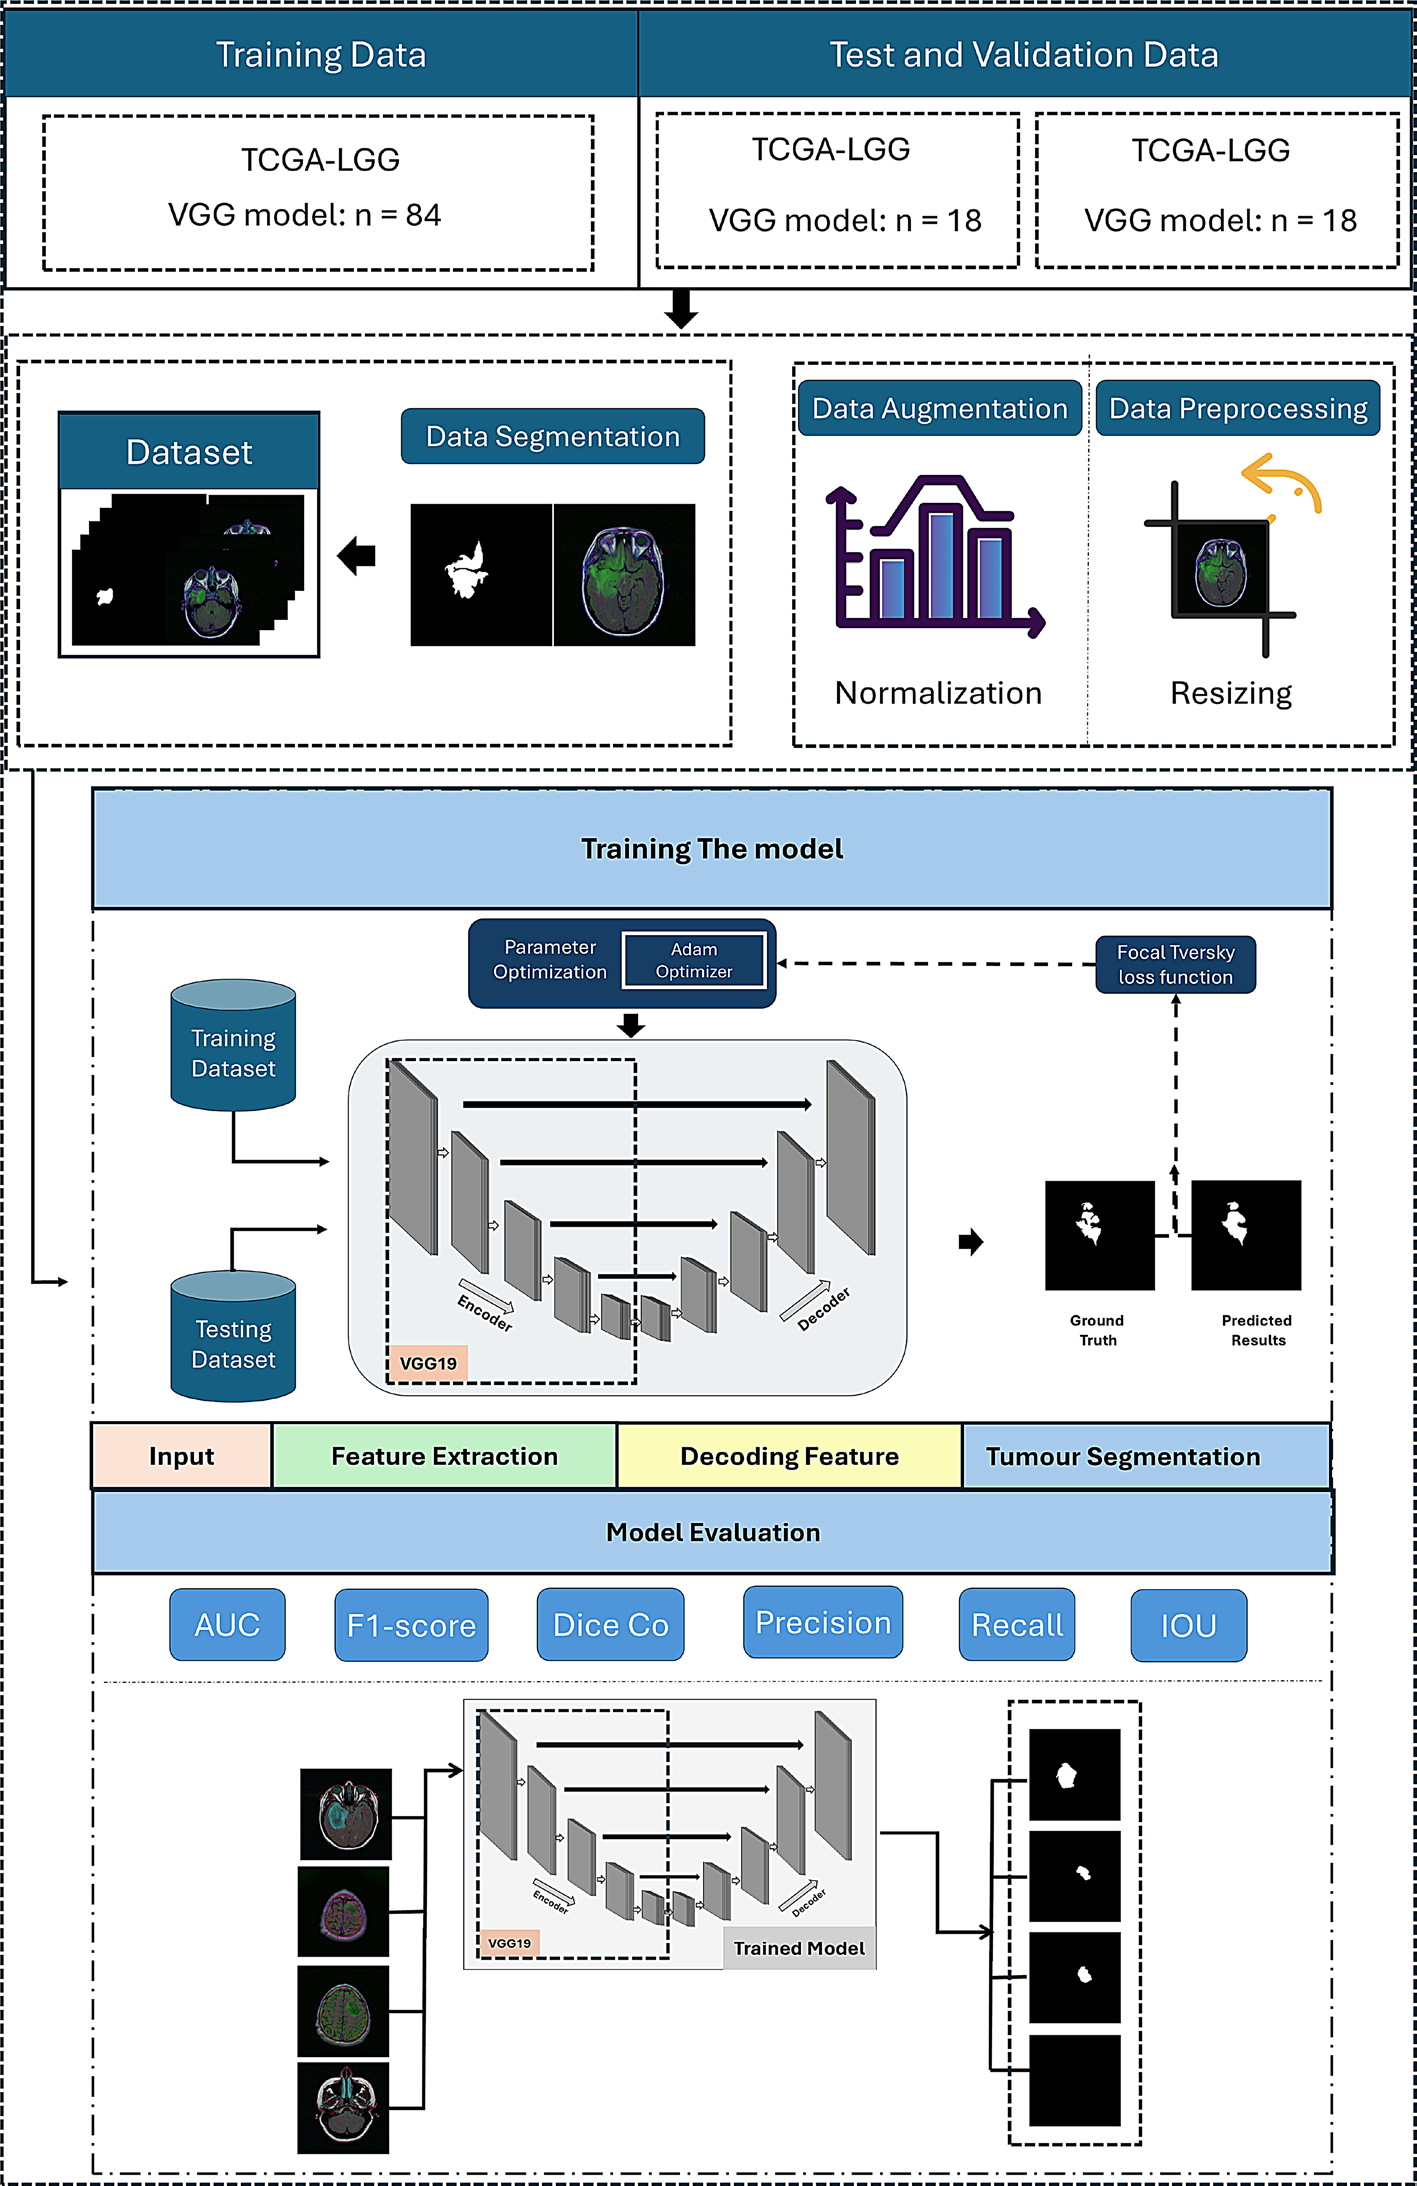 Training Data
Test and Validation Data
TCGA-LGG
VGG model: n = 84
TCGA-LGG
VGG model: n = 18
TCGA-LGG
VGG model: n = 18
Dataset
Data Segmentation
Data Augmentation
Data Preprocessing
Normalization
Resizing
Training The model
Parameter
Optimization
Adam
Optimizer
Focal Tversky
loss function
Training
Dataset
Testing
Dataset
Encoder
Decoder
VGG19
Ground
Truth
Predicted
Results
Input
Feature Extraction
Decoding Feature
Tumour Segmentation
Model Evaluation
AUC
F1-score
Dice Co
Precision
Recall
IOU
Encoder
Decoder
VGG19
Trained Model